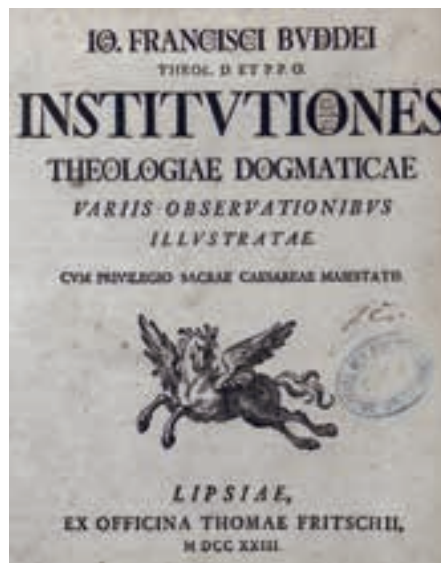 IO. FRANCISCI BVDDEI
THEOL. D. ET P.P.O.
INSTITVTIONES
THEOLOGIAE DOGMATICAE
VARIIS OBSERVATIONIBVS
ILLVSTRATAE.
CVM PRIVILEGIO SACRAE CAESAREAE MAIESTATIS.
LIPSIAE,
EX OFFICINA THOMAE FRITSCHII,
M DCC XXIII.